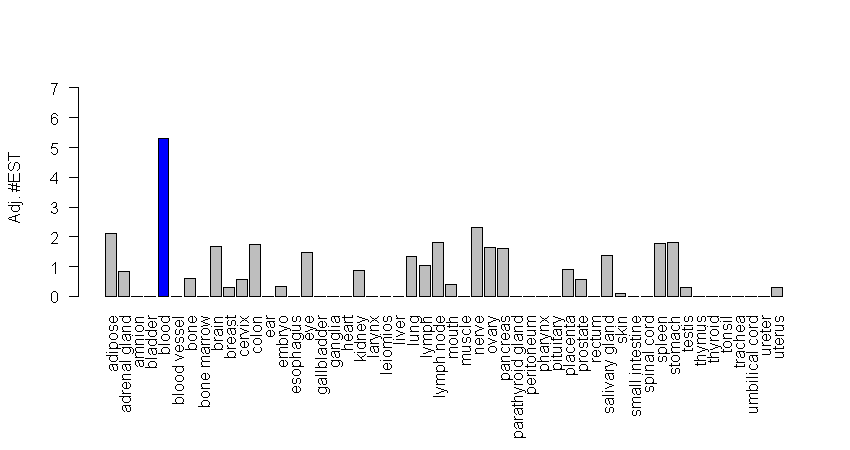 7
6
5
4
3
2
1
0
Adj. #EST
adipose
adrenal gland
amnion
bladder
blood
blood vessel
bone
bone marrow
brain
breast
cervix
colon
ear
embryo
esophagus
eye
gallbladder
ganglia
heart
kidney
larynx
leiomios
liver
lung
lymph
lymph node
mouth
muscle
nerve
ovary
pancreas
parathyroid gland
peritoneum
pharynx
pituitary
placenta
prostate
rectum
salivary gland
skin
small intestine
spinal cord
spleen
stomach
testis
thymus
thyroid
tonsil
trachea
umbilical cord
ureter
uterus